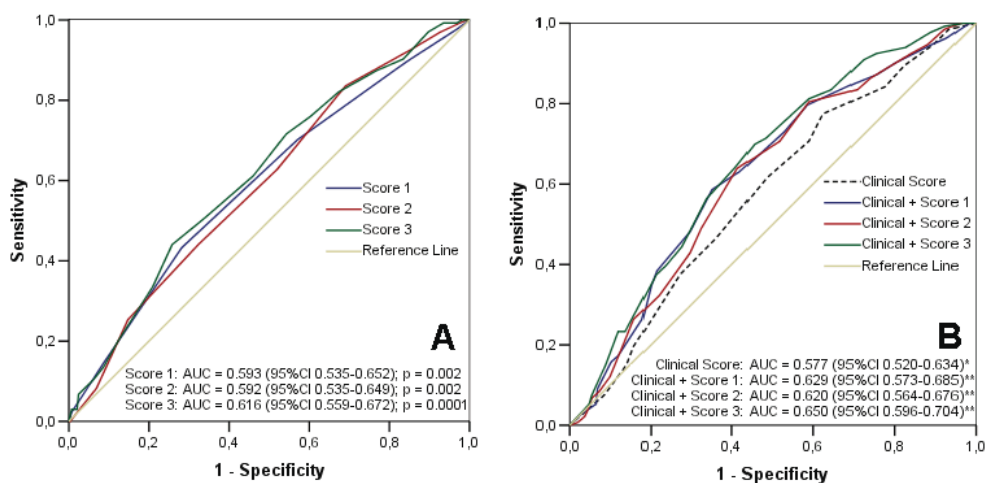 1,0
0,8
0,6
0,4
0,2
0,0
Sensitivity
Score 1
Score 2
Score 3
Reference Line
A
Score 1: AUC = 0.593 (95%CI 0.535-0.652); p = 0.002
Score 2: AUC = 0.592 (95%CI 0.535-0.649); p = 0.002
Score 3: AUC = 0.616 (95%CI 0.559-0.672); p = 0.0001
0,0 0,2 0,4 0,6 0,8 1,0
1 - Specificity
1,0
0,8
0,6
0,4
0,2
0,0
Sensitivity
Clinical Score
Clinical + Score 1
Clinical + Score 2
Clinical + Score 3
Reference Line
B
Clinical Score: AUC = 0.577 (95%CI 0.520-0.634)*
Clinical + Score 1: AUC = 0.629 (95%CI 0.573-0.685)**
Clinical + Score 2: AUC = 0.620 (95%CI 0.564-0.676)**
Clinical + Score 3: AUC = 0.650 (95%CI 0.596-0.704)**
0,0 0,2 0,4 0,6 0,8 1,0
1 - Specificity